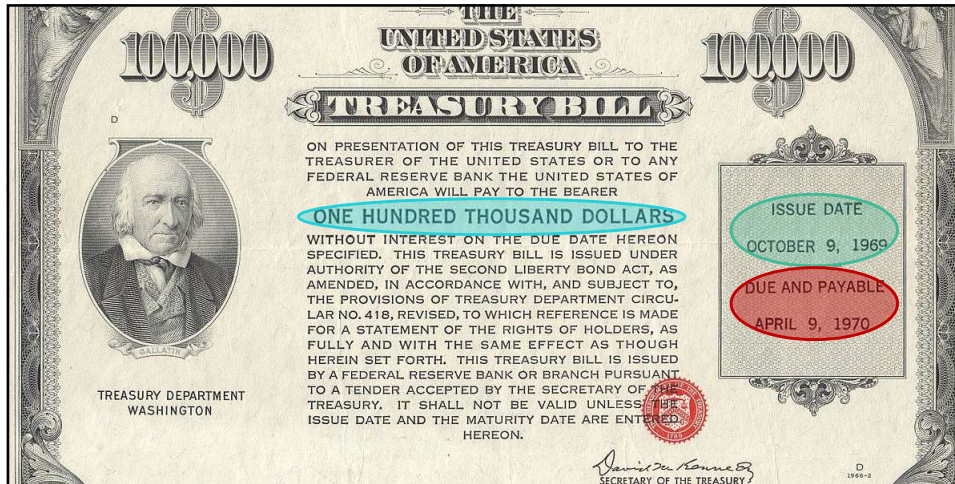 THE
100,000 UNITED STATES 100,000
OF AMERICA
TREASURY BILL
D
ON PRESENTATION OF THIS TREASURY BILL TO THE
TREASURER OF THE UNITED STATES OR TO ANY
FEDERAL RESERVE BANK THE UNITED STATES OF
AMERICA WILL PAY TO THE BEARER
ONE HUNDRED THOUSAND DOLLARS
WITHOUT INTEREST ON THE DUE DATE HEREON
SPECIFIED. THIS TREASURY BILL IS ISSUED UNDER
AUTHORITY OF THE SECOND LIBERTY BOND ACT, AS
AMENDED, IN ACCORDANCE WITH, AND SUBJECT TO,
THE PROVISIONS OF TREASURY DEPARTMENT CIRCU-
LAR NO. 418, REVISED, TO WHICH REFERENCE IS MADE
FOR A STATEMENT OF THE RIGHTS OF HOLDERS, AS
FULLY AND WITH THE SAME EFFECT AS THOUGH
HEREIN SET FORTH. THIS TREASURY BILL IS ISSUED
BY A FEDERAL RESERVE BANK OR BRANCH PURSUANT
TO A TENDER ACCEPTED BY THE SECRETARY OF THE
TREASURY. IT SHALL NOT BE VALID UNLESS THE
ISSUE DATE AND THE MATURITY DATE ARE ENTERED
HEREON.
GALLATIN
TREASURY DEPARTMENT
WASHINGTON
ISSUE DATE
OCTOBER 9, 1969
DUE AND PAYABLE
APRIL 9, 1970
1789
David M Kennedy
SECRETARY OF THE TREASURY
D
1966-2